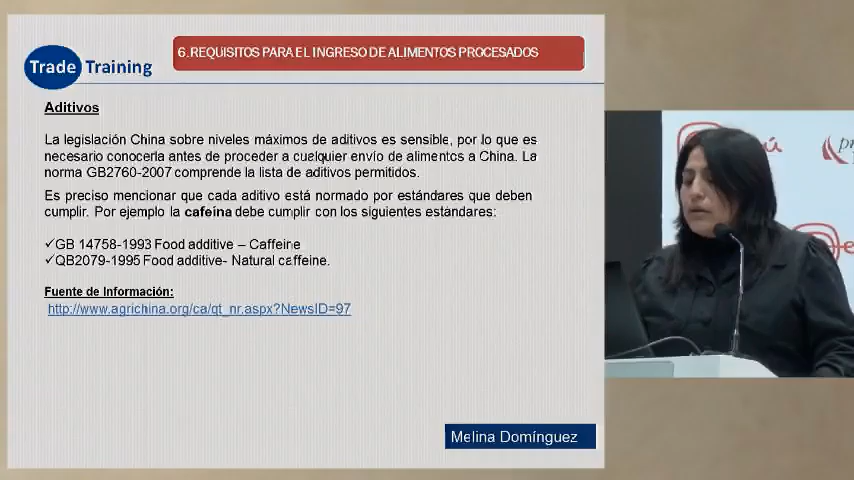 6. REQUISITOS PARA EL INGRESO DE ALIMENTOS PROCESADOS
Trade Training
Aditivos
La legislación China sobre niveles máximos de aditivos es sensible, por lo que es
necesario conocerla antes de proceder a cualquier envío de alimentos a China. La
norma GB2760-2007 comprende la lista de aditivos permitidos.
Es preciso mencionar que cada aditivo está normado por estándares que deben
cumplir. Por ejemplo la cafeína debe cumplir con los siguientes estándares:
✓GB 14758-1993 Food additive – Caffeine
✓QB2079-1995 Food additive- Natural caffeine.
Fuente de Información:
http://www.agrichina.org/ca/qt_nr.aspx?NewsID=97
Melina Domínguez